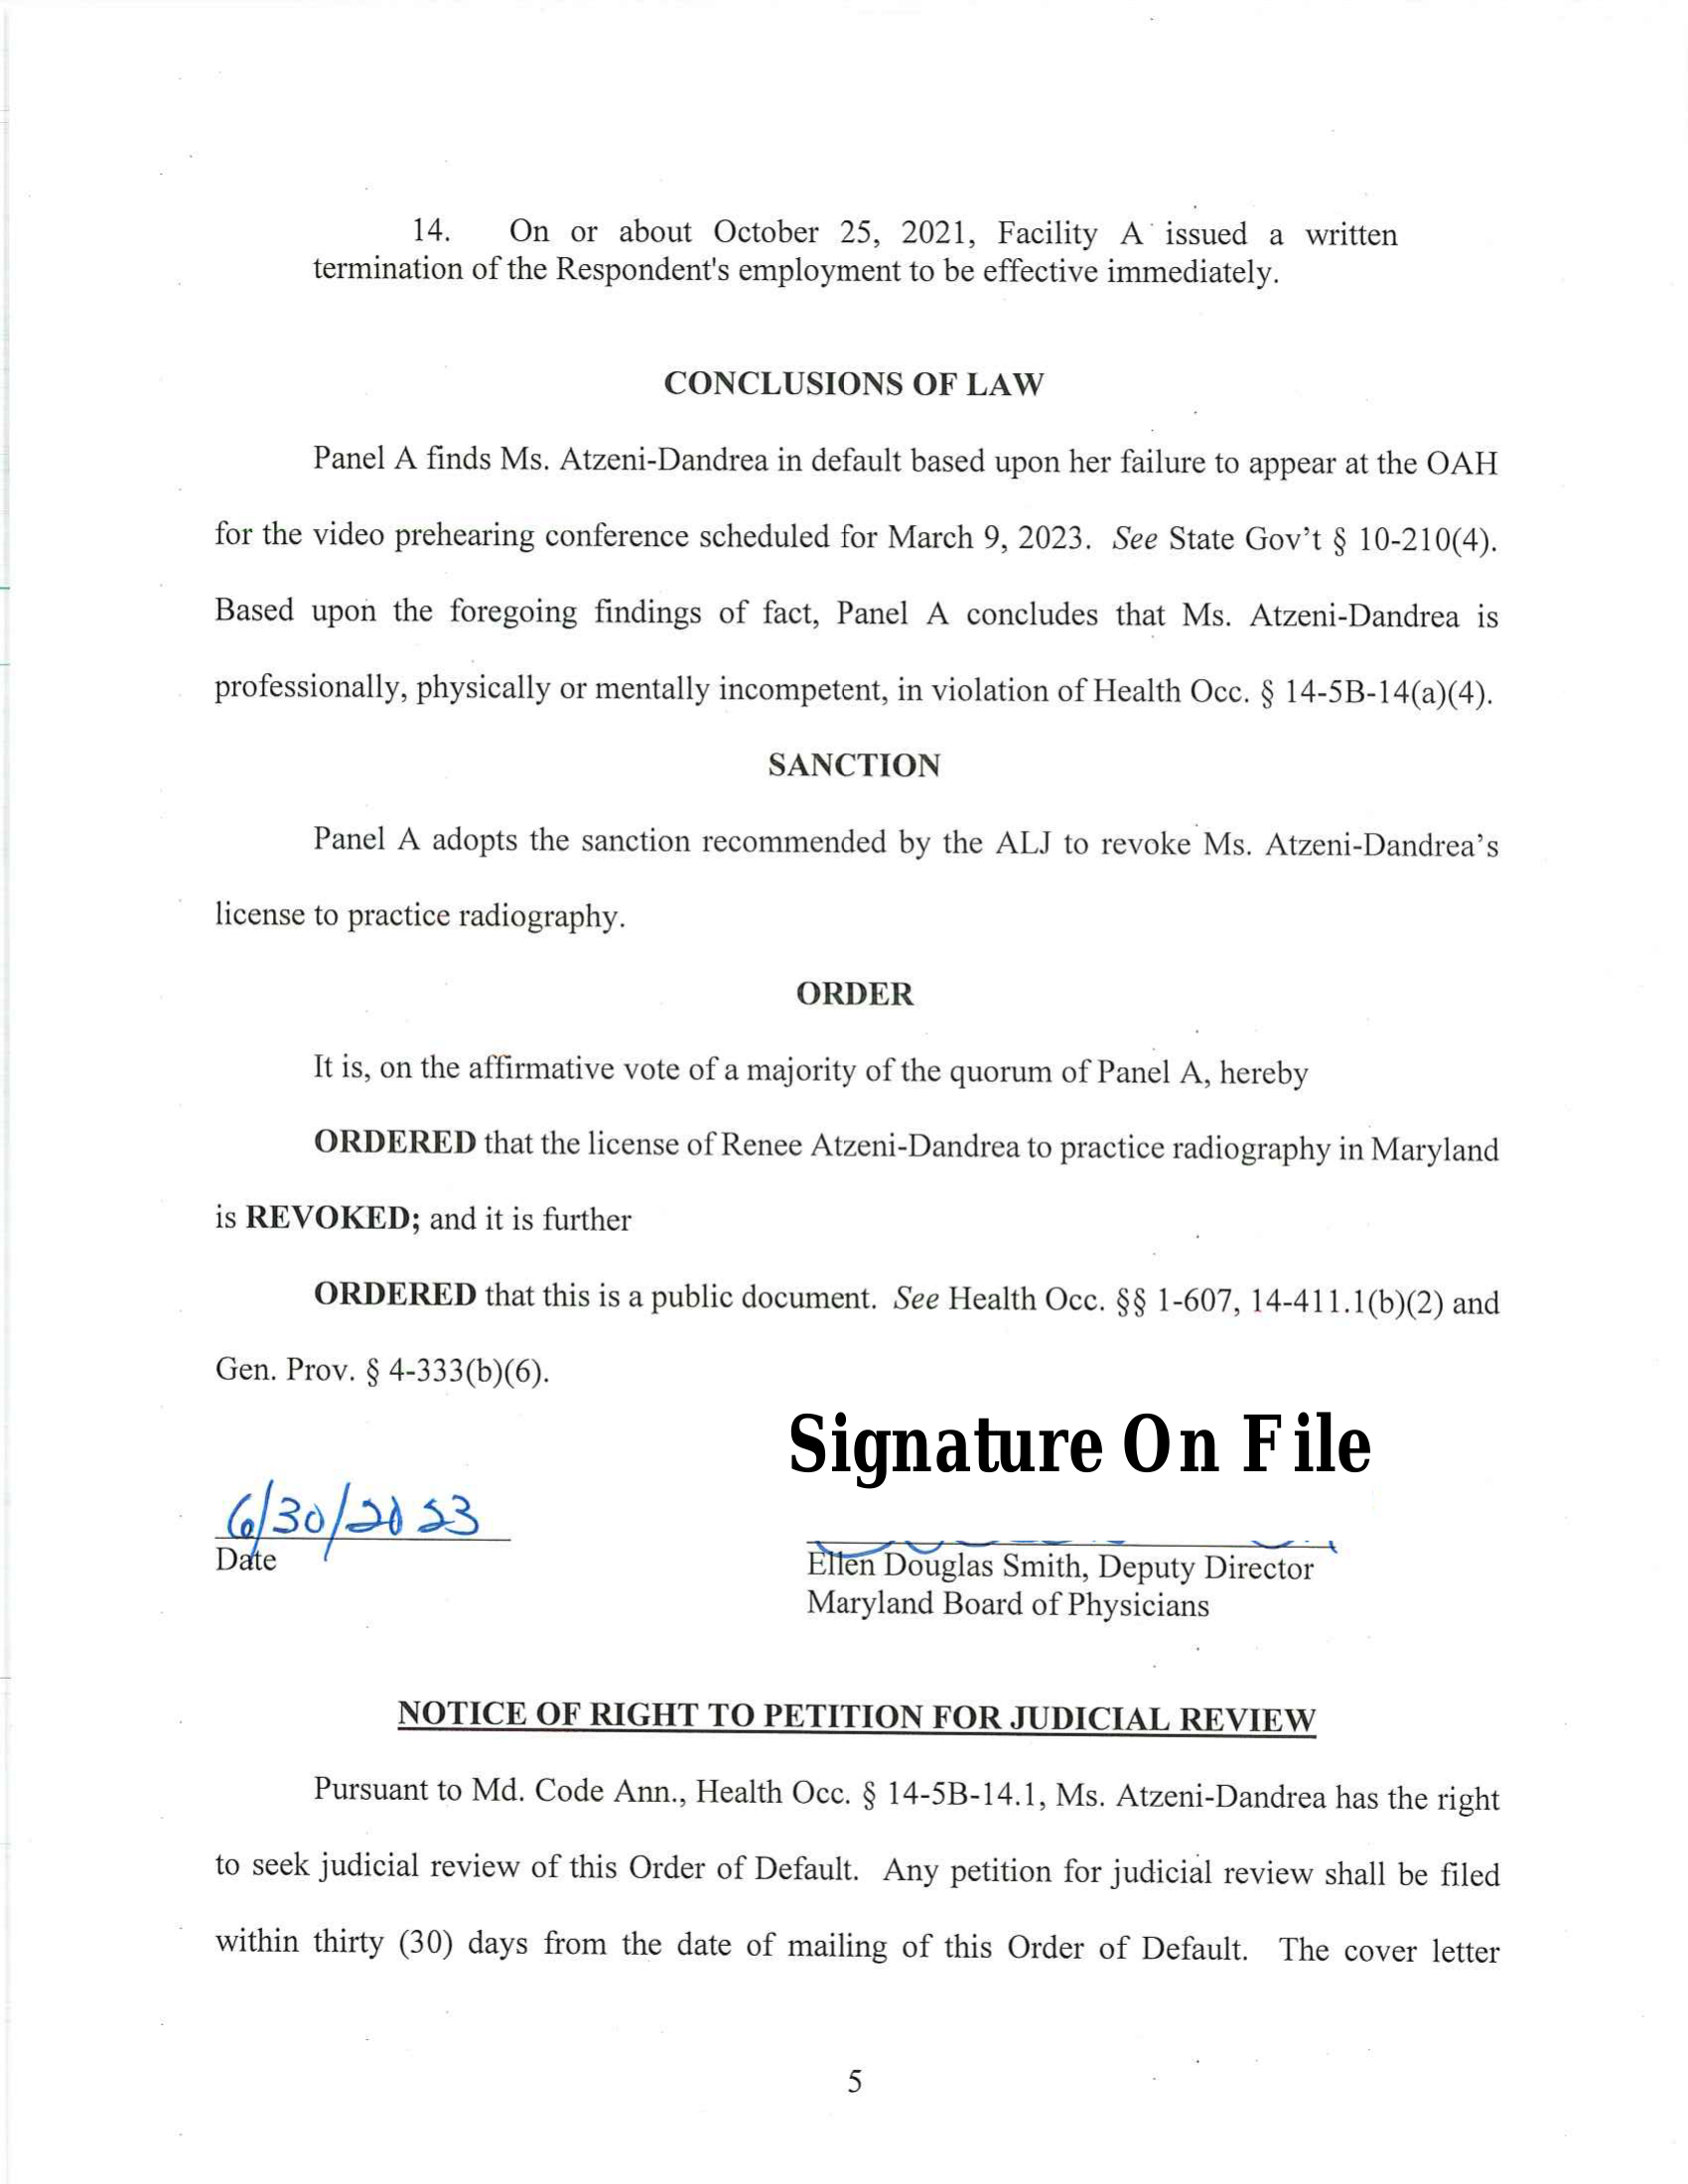 14. On or about October 25, 2021, Facility A issued a written
termination of the Respondent's employment to be effective immediately.
CONCLUSIONS OF LAW
Panel A finds Ms. Atzeni-Dandrea in default based upon her failure to appear at the OAH
for the video prehearing conference scheduled for March 9, 2023. See State Gov’t § 10-210(4).
Based upon the foregoing findings of fact, Panel A concludes that Ms. Atzeni-Dandrea is
professionally, physically or mentally incompetent, in violation of Health Occ. § 14-5B-14(a)(4).
SANCTION
Panel A adopts the sanction recommended by the ALJ to revoke Ms. Atzeni-Dandrea’s
license to practice radiography.
ORDER
It is, on the affirmative vote of a majority of the quorum of Panel A, hereby
ORDERED that the license of Renee Atzeni-Dandrea to practice radiography in Maryland
is REVOKED; and it is further
ORDERED that this is a public document. See Health Occ. §§ 1-607, 14-411.1(b)(2) and
Gen. Prov. § 4-333(b)(6).
Signature On File
6/30/2023
Date
Ellen Douglas Smith, Deputy Director
Maryland Board of Physicians
NOTICE OF RIGHT TO PETITION FOR JUDICIAL REVIEW
Pursuant to Md. Code Ann., Health Occ. § 14-5B-14.1, Ms. Atzeni-Dandrea has the right
to seek judicial review of this Order of Default. Any petition for judicial review shall be filed
within thirty (30) days from the date of mailing of this Order of Default. The cover letter
5